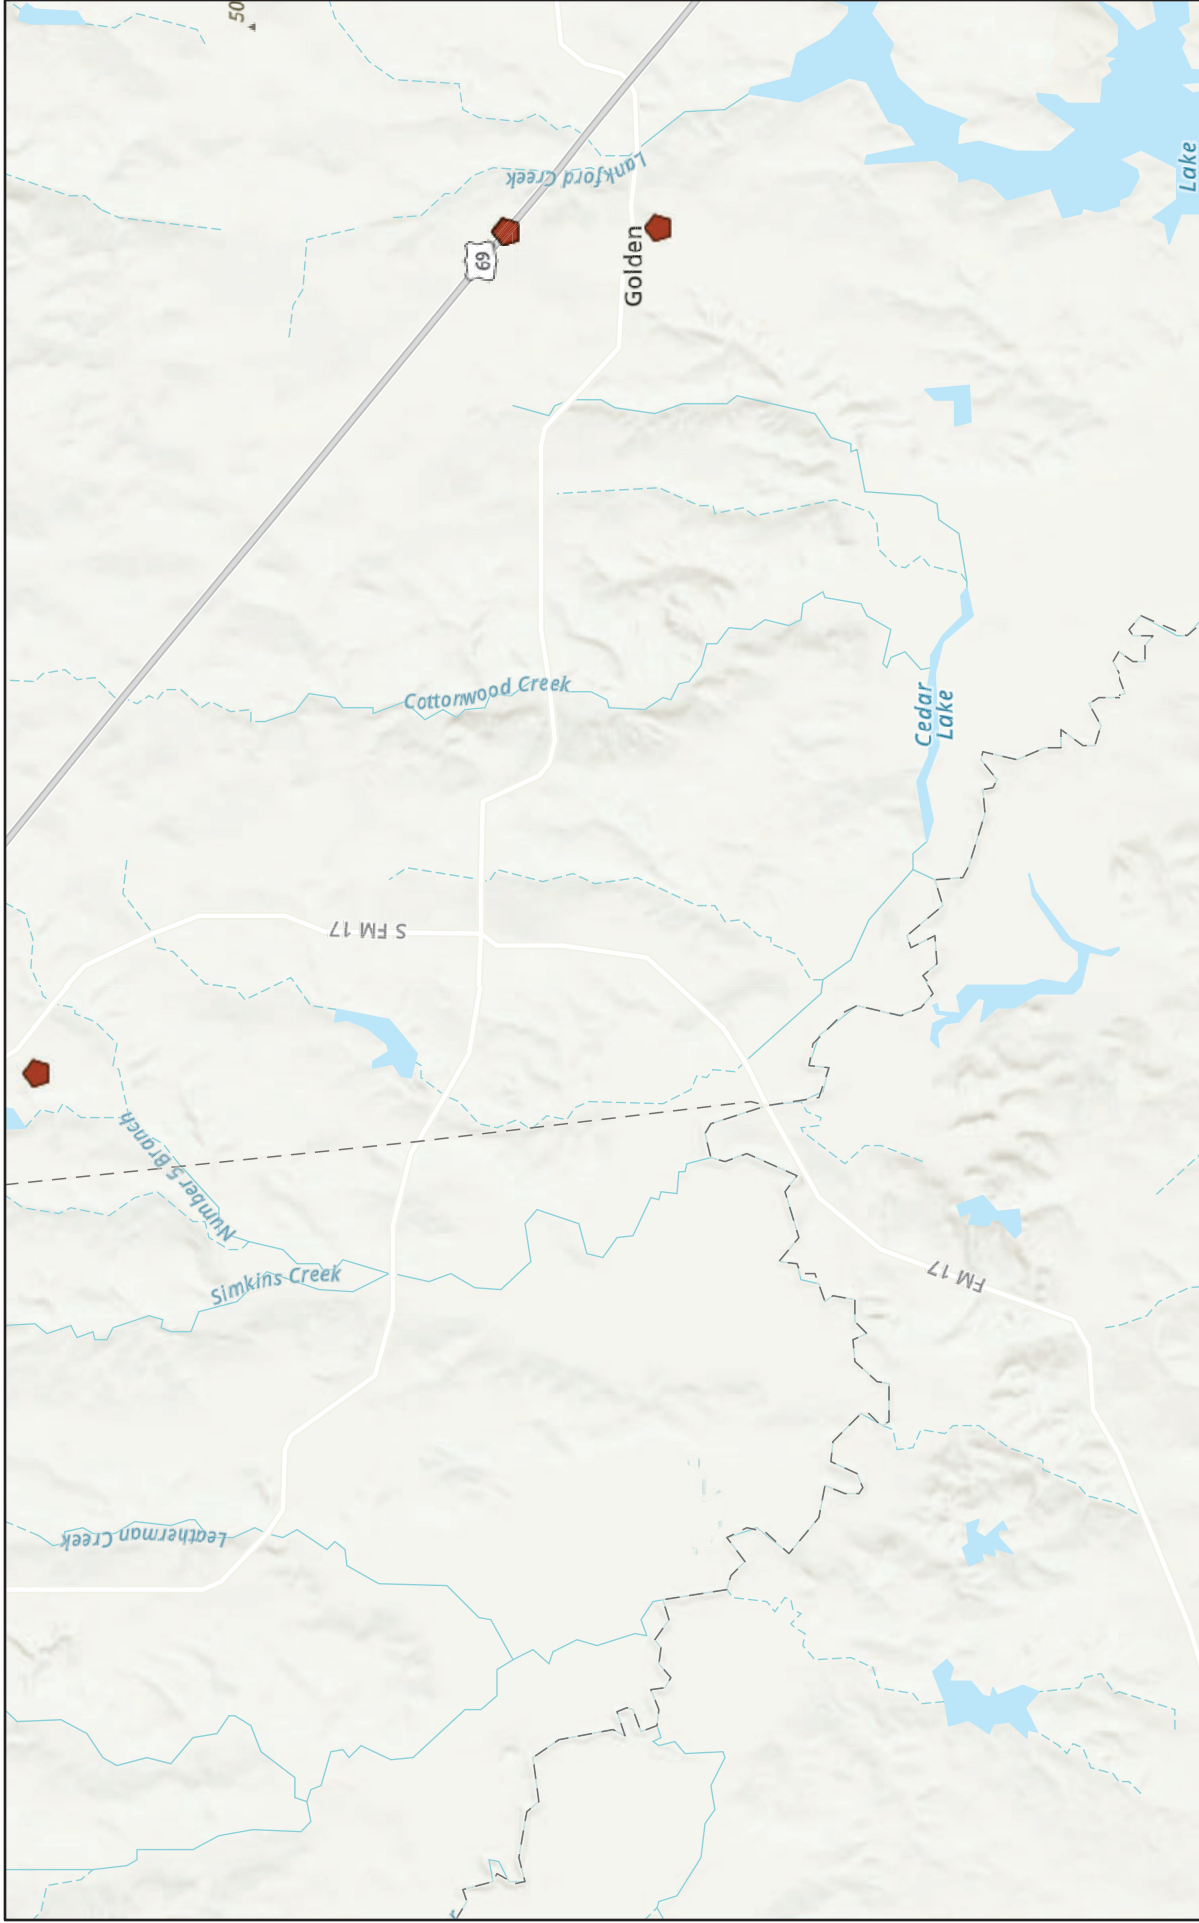 50
Lankford Creek
69
Golden
Lake
Cottonwood Creek
Cedar
Lake
S FM 17
Number 5 Branch
Simkins Creek
FM 17
Leatherman Creek